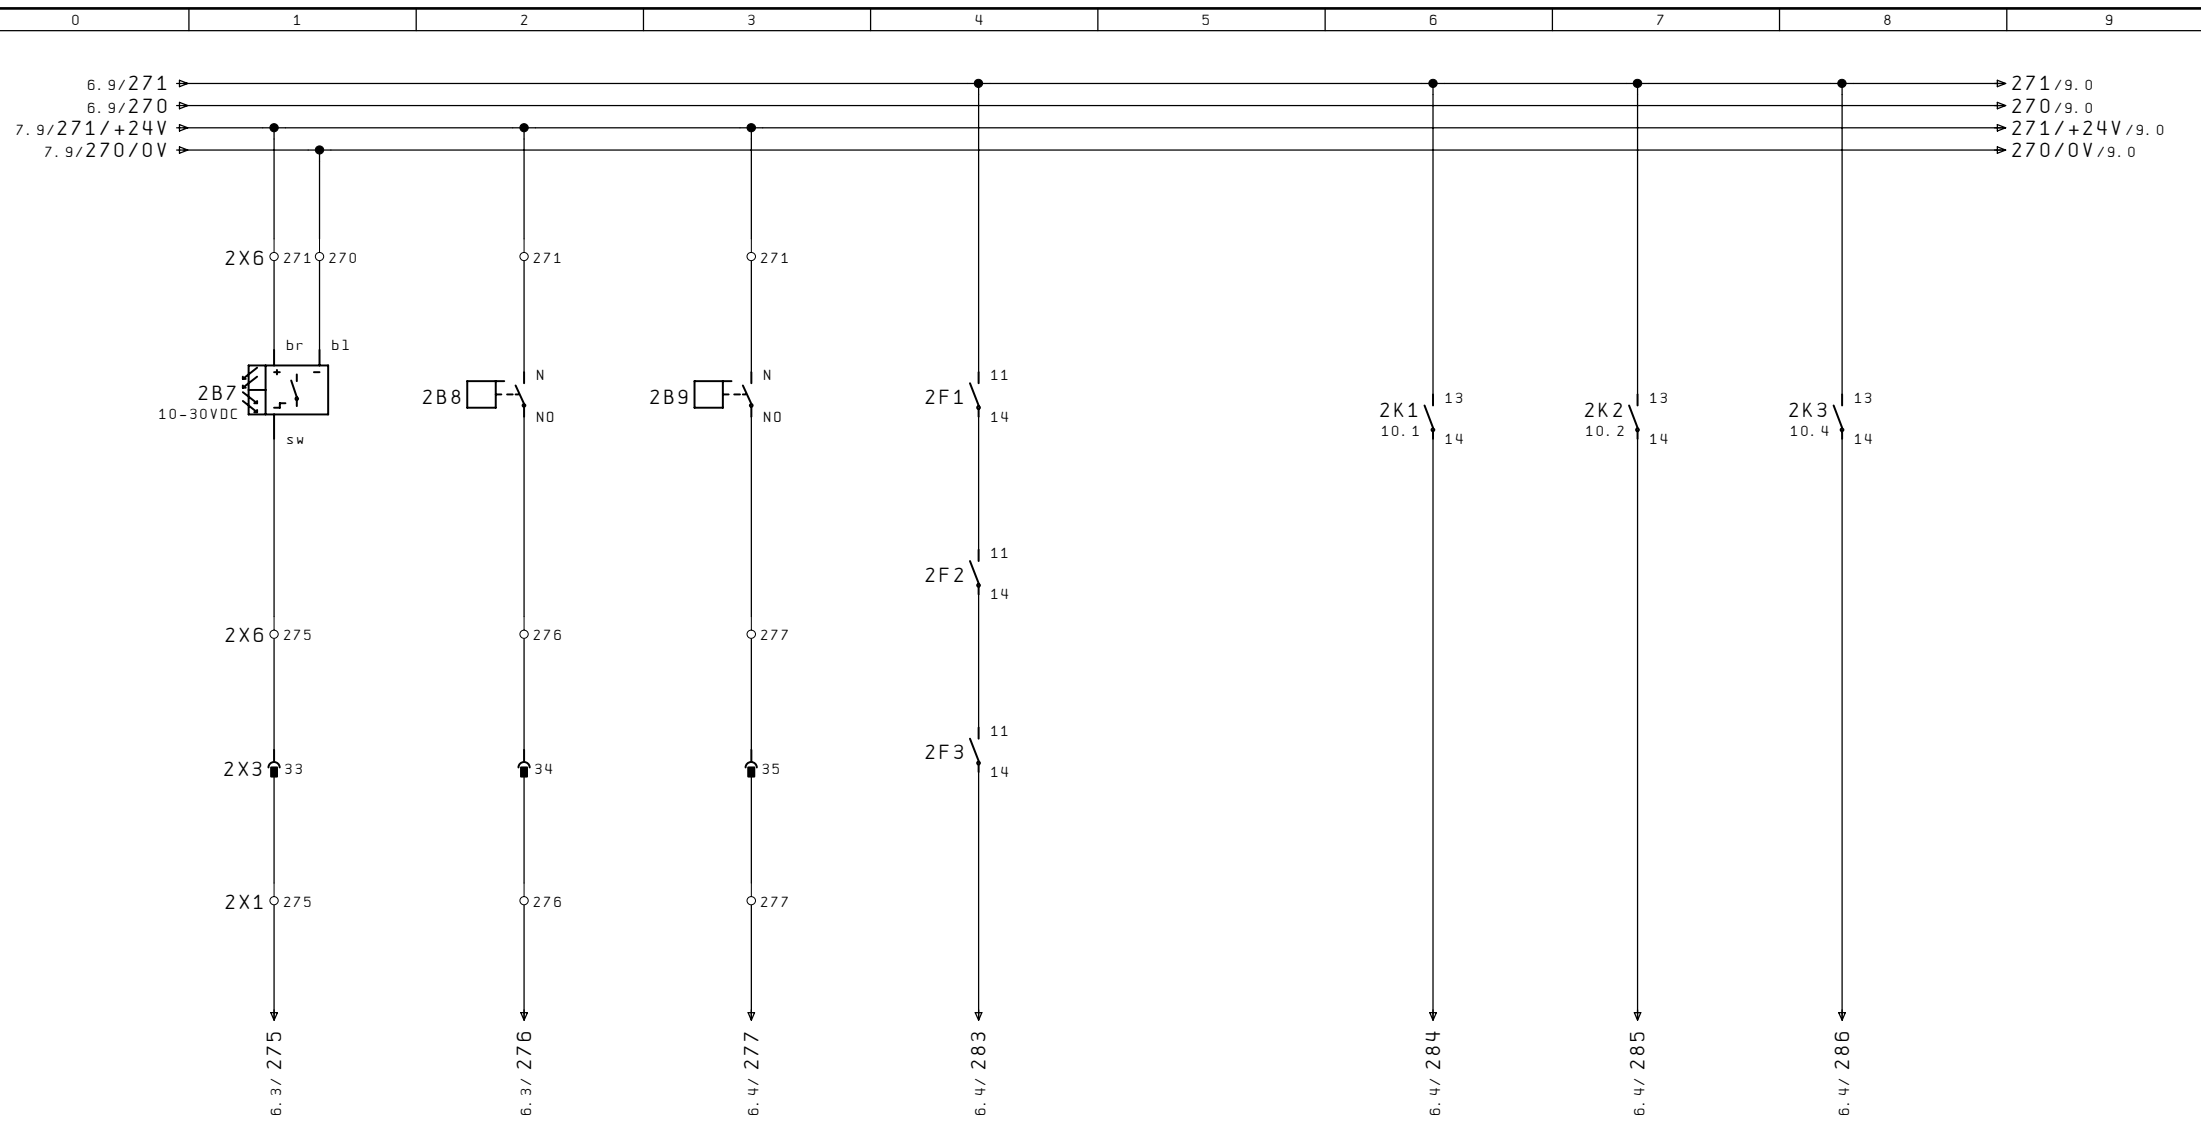 0 1 2 3 4 5 6 7 8 9
6.9/271 271/9.0
6.9/270 270/9.0
7.9/271/+24V 271/+24V/9.0
7.9/270/0V 270/0V/9.0
2X6 271 270 271 271
br bl
N N 11
+ -
2B7 2B8 2B9 2F1 13 13 13
10-30VDC NO NO 14 2K1 2K2 2K3
10.1 10.2 10.4
sw 14 14 14
11
2F2
14
2X6 275 276 277
11
2F3
2X3 33 34 35 14
2X1 275 276 277
6.3/275 6.3/276 6.4/277 6.4/283 6.4/284 6.4/285 6.4/286